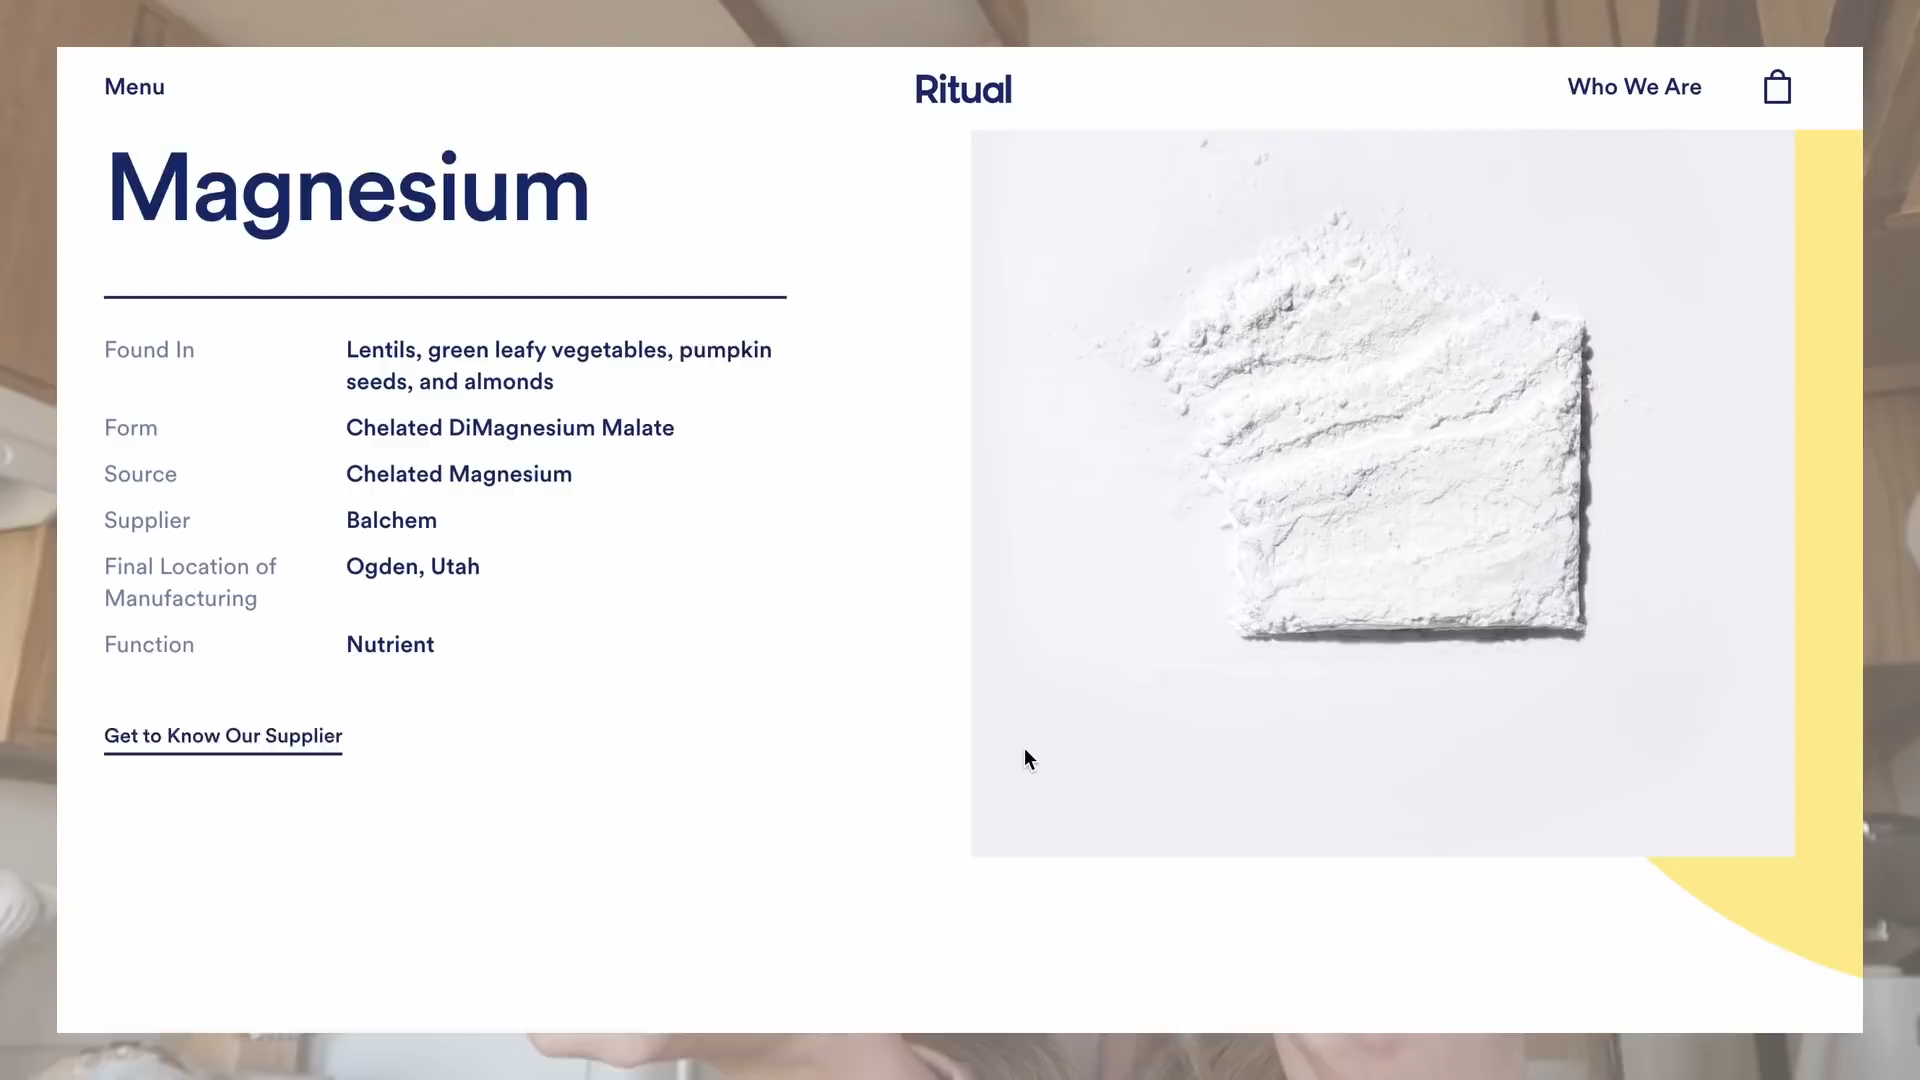 Menu
Ritual
Who We Are
Magnesium
Found In
Lentils, green leafy vegetables, pumpkin
seeds, and almonds
Form
Chelated DiMagnesium Malate
Source
Chelated Magnesium
Supplier
Balchem
Final Location of
Manufacturing
Ogden, Utah
Function
Nutrient
Get to Know Our Supplier